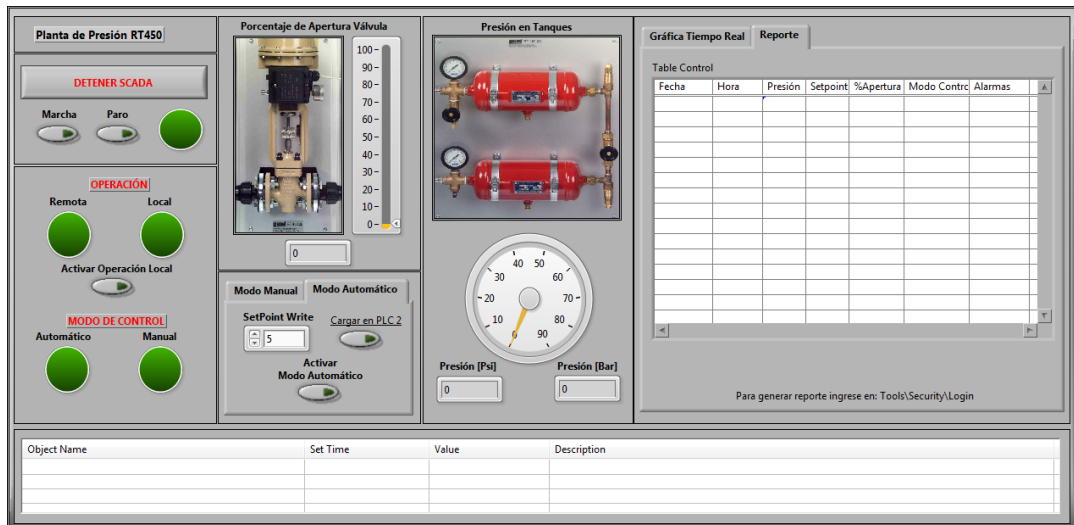 Planta de Presión RT450
DETENER SCADA
Marcha
Paro
OPERACIÓN
Remota
Local
Activar Operación Local
MODO DE CONTROL
Automático
Manual
Porcentaje de Apertura Válvula
100
90
80
70
60
50
40
30
20
10
0
0
Modo Manual
Modo Automático
SetPoint Write
Cargar en PLC 2
5
Activar
Modo Automático
Presión en Tanques
0
10
20
30
40
50
60
70
80
90
Presión [Psi]
Presión [Bar]
0
0
Gráfica Tiempo Real
Reporte
Table Control
Fecha Hora Presión Setpoint %Apertura Modo Contrc Alarmas
Para generar reporte ingrese en: Tools\Security\Login
Object Name Set Time Value Description